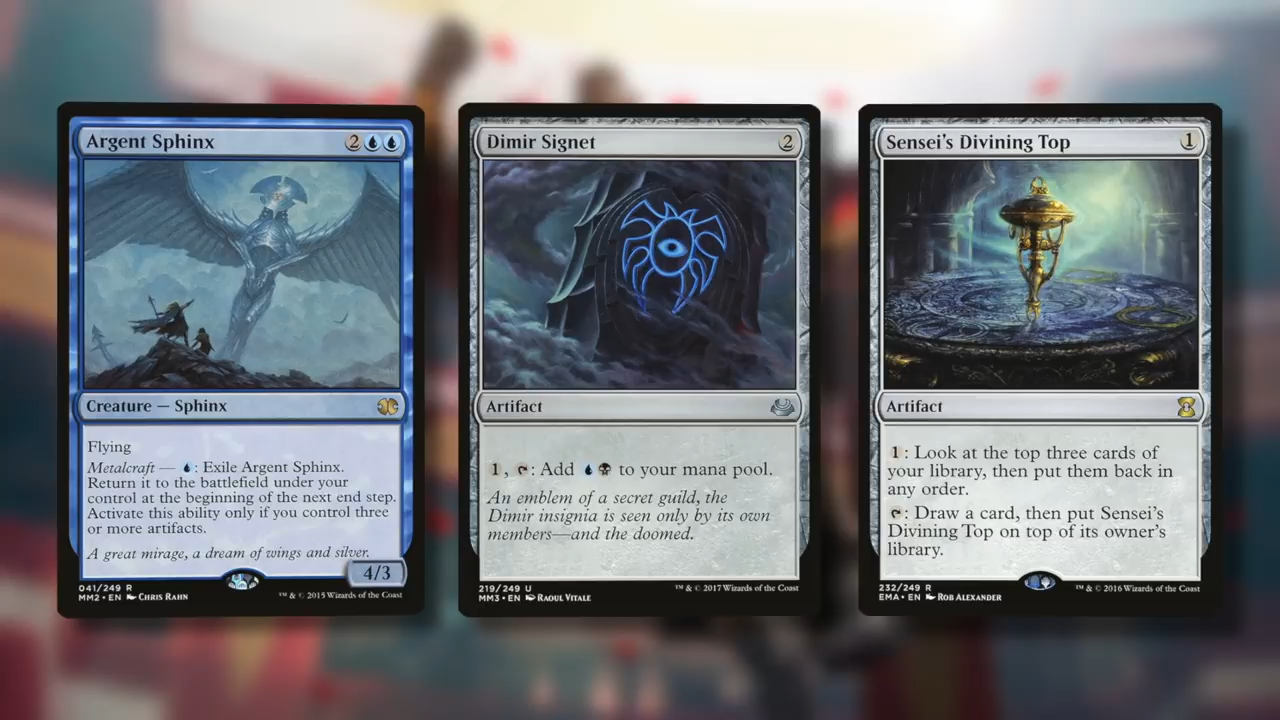 Argent Sphinx 2
Creature — Sphinx
Flying
Metalcraft — : Exile Argent Sphinx.
Return it to the battlefield under your
control at the beginning of the next end step.
Activate this ability only if you control three
or more artifacts.
A great mirage, a dream of wings and silver.
4/3
041/249 R
MM2 • EN Chris Rahn
™ & © 2015 Wizards of the Coast
Dimir Signet 2
Artifact
1, : Add to your mana pool.
An emblem of a secret guild, the
Dimir insignia is seen only by its own
members—and the doomed.
219/249 U
MM3 • EN Raoul Vitale
™ & © 2017 Wizards of the Coast
Sensei's Divining Top 1
Artifact
1: Look at the top three cards of
your library, then put them back in
any order.
: Draw a card, then put Sensei's
Divining Top on top of its owner's
library.
232/249 R
EMA • EN Rob Alexander
™ & © 2016 Wizards of the Coast